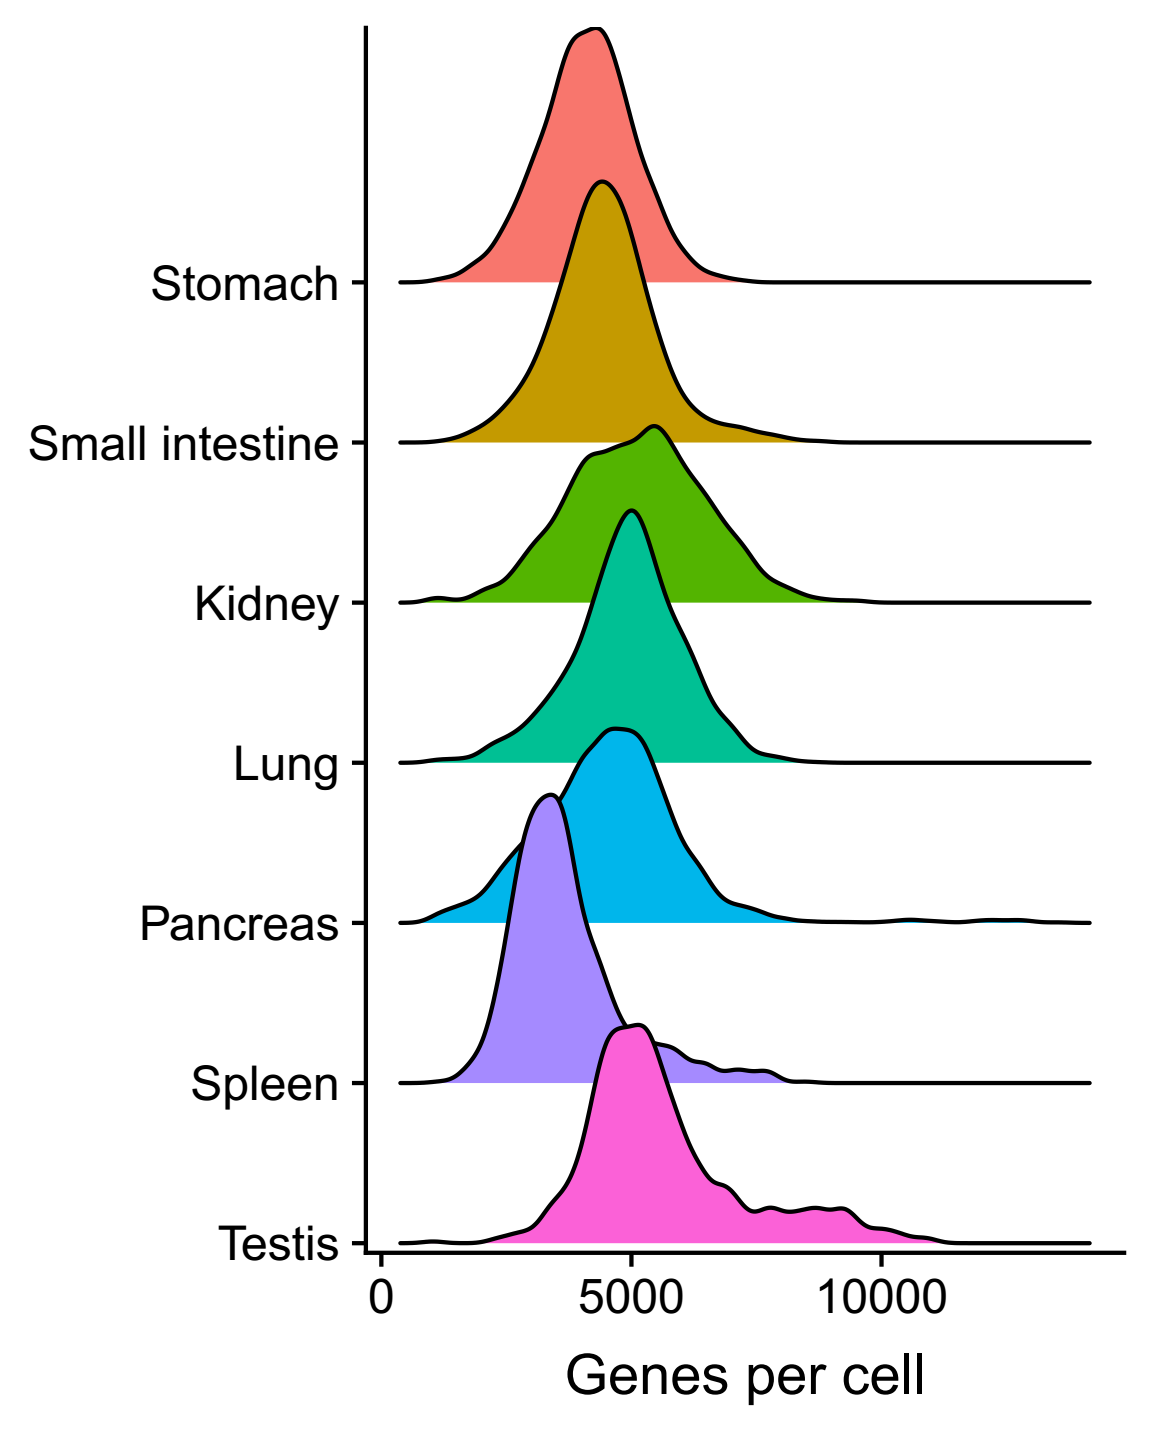 Stomach
Small intestine
Kidney
Lung
Pancreas
Spleen
Testis
0 5000 10000
Genes per cell